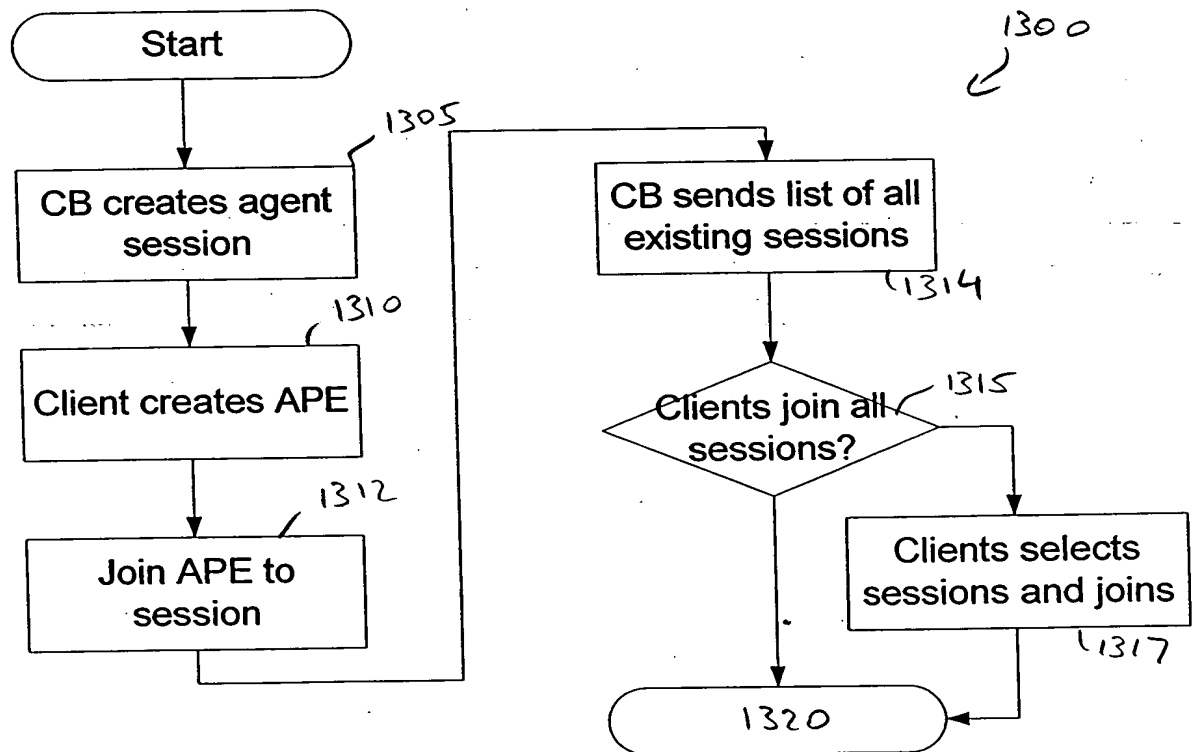 Start
1300
1305
CB creates agent
session
1310
Client creates APE
1312
Join APE to
session
CB sends list of all
existing sessions
1314
Clients join all
sessions?
1315
Clients selects
sessions and joins
1317
1320